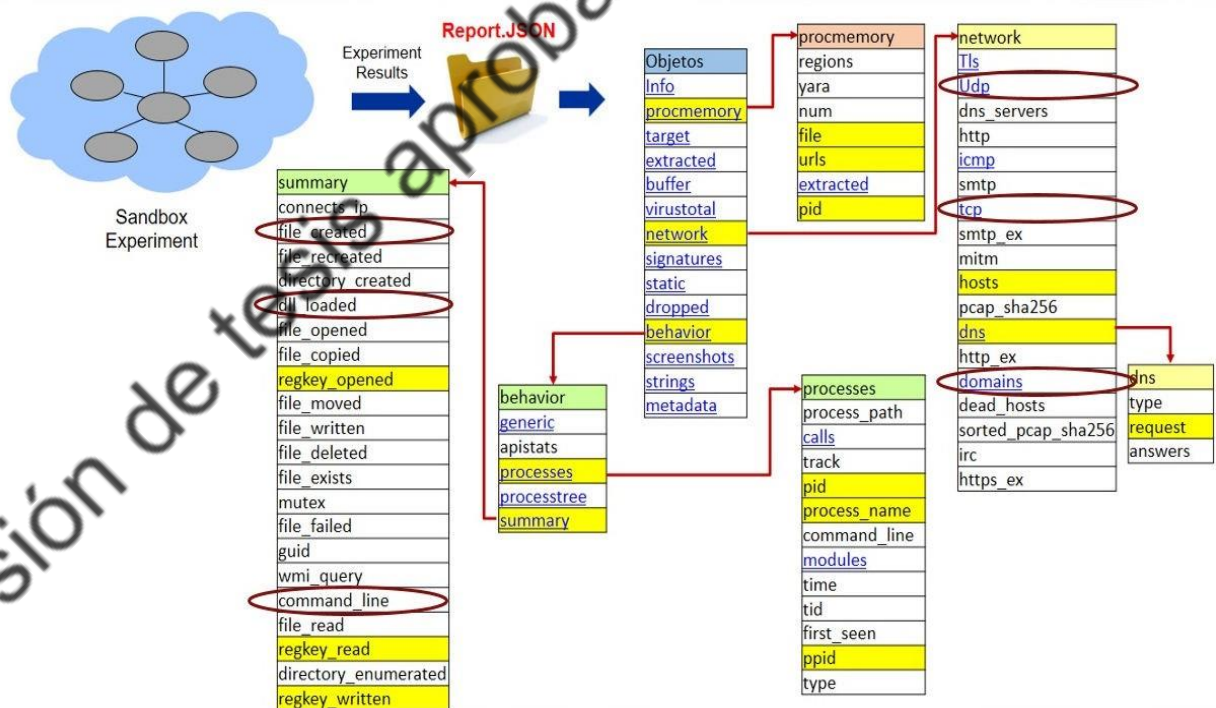 Sandbox
Experiment
Experiment
Results
Report.JSON
Objetos
Info
procmemory
target
extracted
buffer
virustotal
network
signatures
static
dropped
behavior
screenshots
strings
metadata
procmemory
regions
yara
num
file
urls
extracted
pid
network
Tls
Udp
dns_servers
http
icmp
smtp
tcp
smtp_ex
mitm
hosts
pcap_sha256
dns
http_ex
domains
dead_hosts
sorted_pcap_sha256
irc
https_ex
dns
type
request
answers
summary
connects_ip
file_created
file_recreated
directory_created
dll_loaded
file_opened
file_copied
regkey_opened
file_moved
file_written
file_deleted
file_exists
mutex
file_failed
guid
wmi_query
command_line
file_read
regkey_read
directory_enumerated
regkey_written
behavior
generic
apistats
processes
processtree
summary
processes
process_path
calls
track
pid
process_name
command_line
modules
time
tid
first_seen
ppid
type
sión de tesis aproba